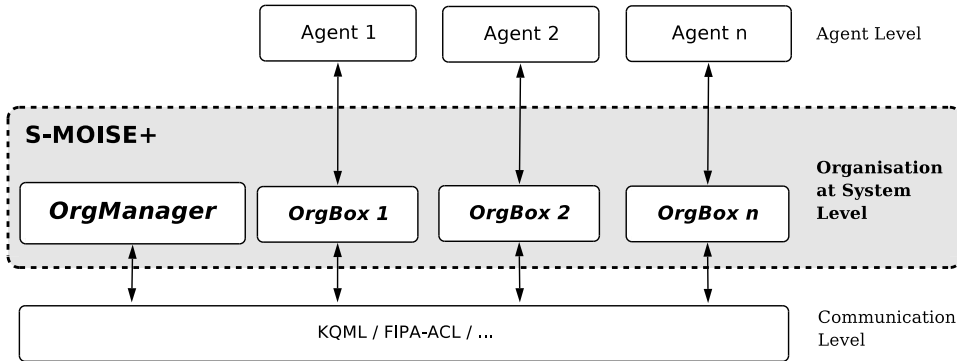 Agent 1
Agent 2
Agent n
Agent Level
S-MOISE+
Organisation
at System
Level
OrgManager
OrgBox 1
OrgBox 2
OrgBox n
KQML / FIPA-ACL / ...
Communication
Level